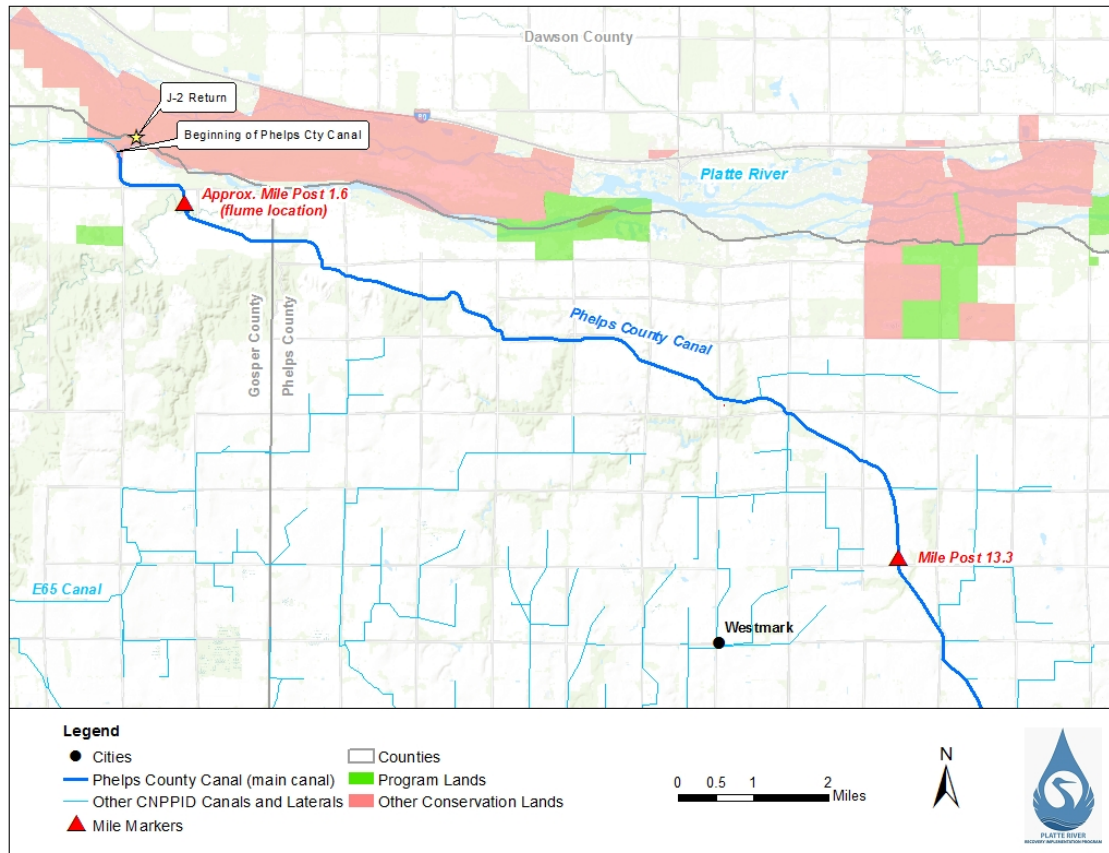 Dawson County
J-2 Return
80
Beginning of Phelps Cty Canal
Platte River
Approx. Mile Post 1.6
(flume location)
Gosper County
Phelps County
Phelps County Canal
Mile Post 13.3
E65 Canal
Westmark
Legend
Cities
Counties
Phelps County Canal (main canal)
Program Lands
Other CNPPID Canals and Laterals
Other Conservation Lands
Mile Markers
0 0.5 1 2
Miles
N
PLATTE RIVER
RECOVERY IMPLEMENTATION PROGRAM